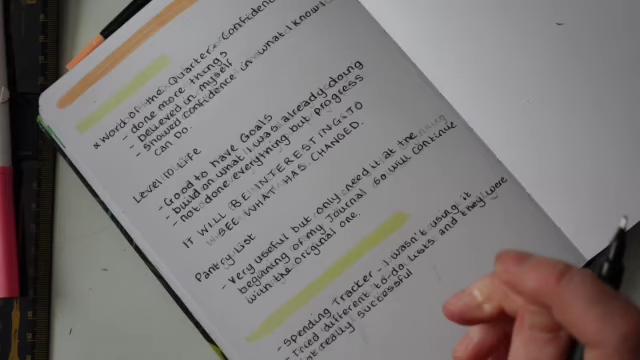 * Word of the Quarter - Confidence
- done more things
- believed in myself
- showed confidence in what I know I
can do.
Level 10 Life
- Good to have Goals
- build on what I was already doing
- not done everything but progress
IT WILL BE INTERESTING TO
SEE WHAT HAS CHANGED.
Pantry List
- very useful but only need it at the
beginning of my Journal so will continue
with the original one.
- Spending Tracker - I wasn't using it
- Tried different to-do lists and they were
really successful